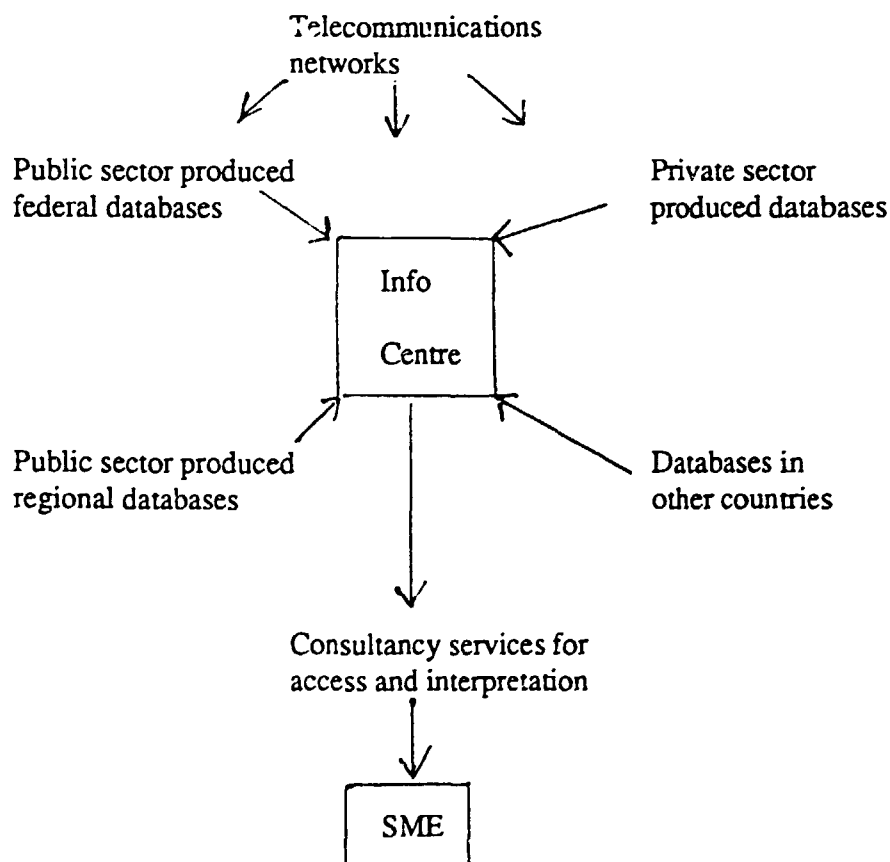 Telecommunications
networks
Public sector produced
federal databases
Private sector
produced databases
Info
Centre
Public sector produced
regional databases
Databases in
other countries
Consultancy services for
access and interpretation
SME